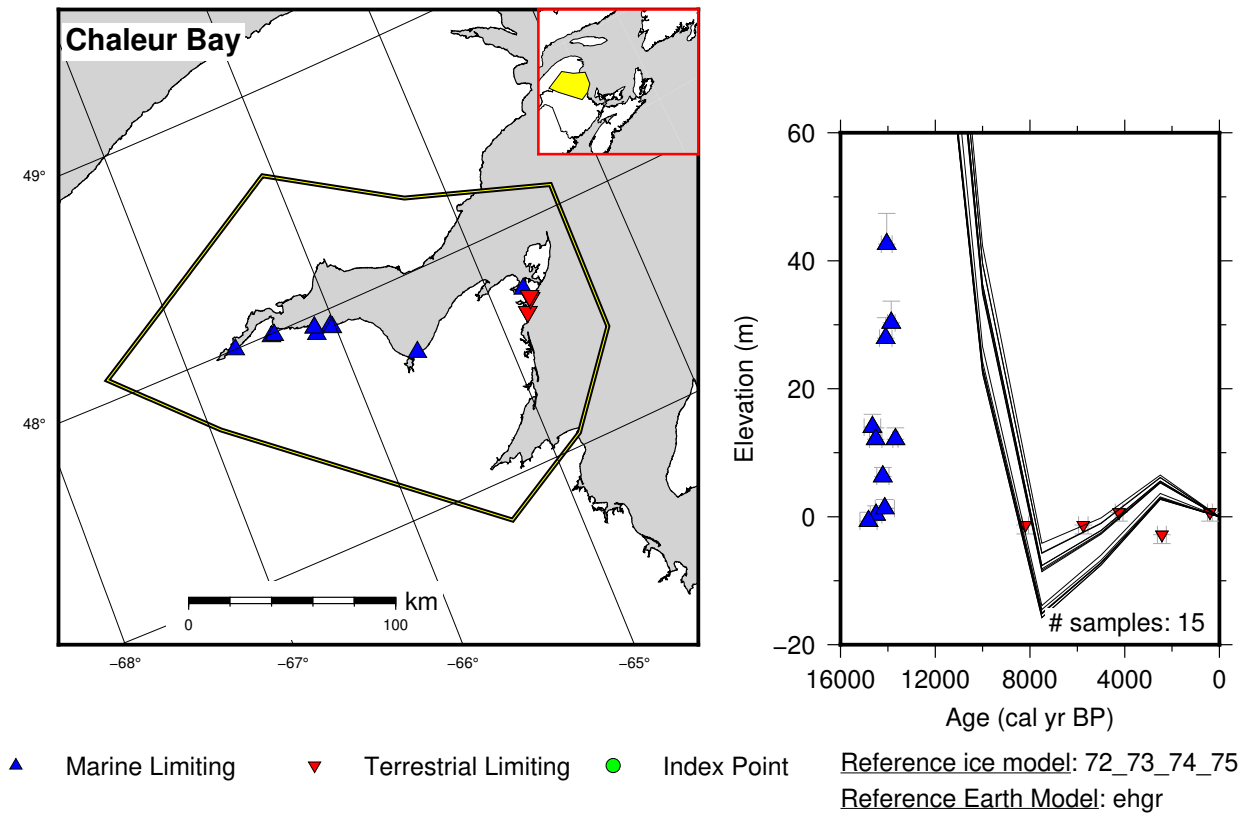 Chaleur Bay
49°
48°
km
0 100
−68° −67° −66° −65°
60
40
20
0
−20
Elevation (m)
# samples: 15
16000 12000 8000 4000 0
Age (cal yr BP)
Marine Limiting Terrestrial Limiting Index Point
Reference ice model: 72_73_74_75
Reference Earth Model: ehgr